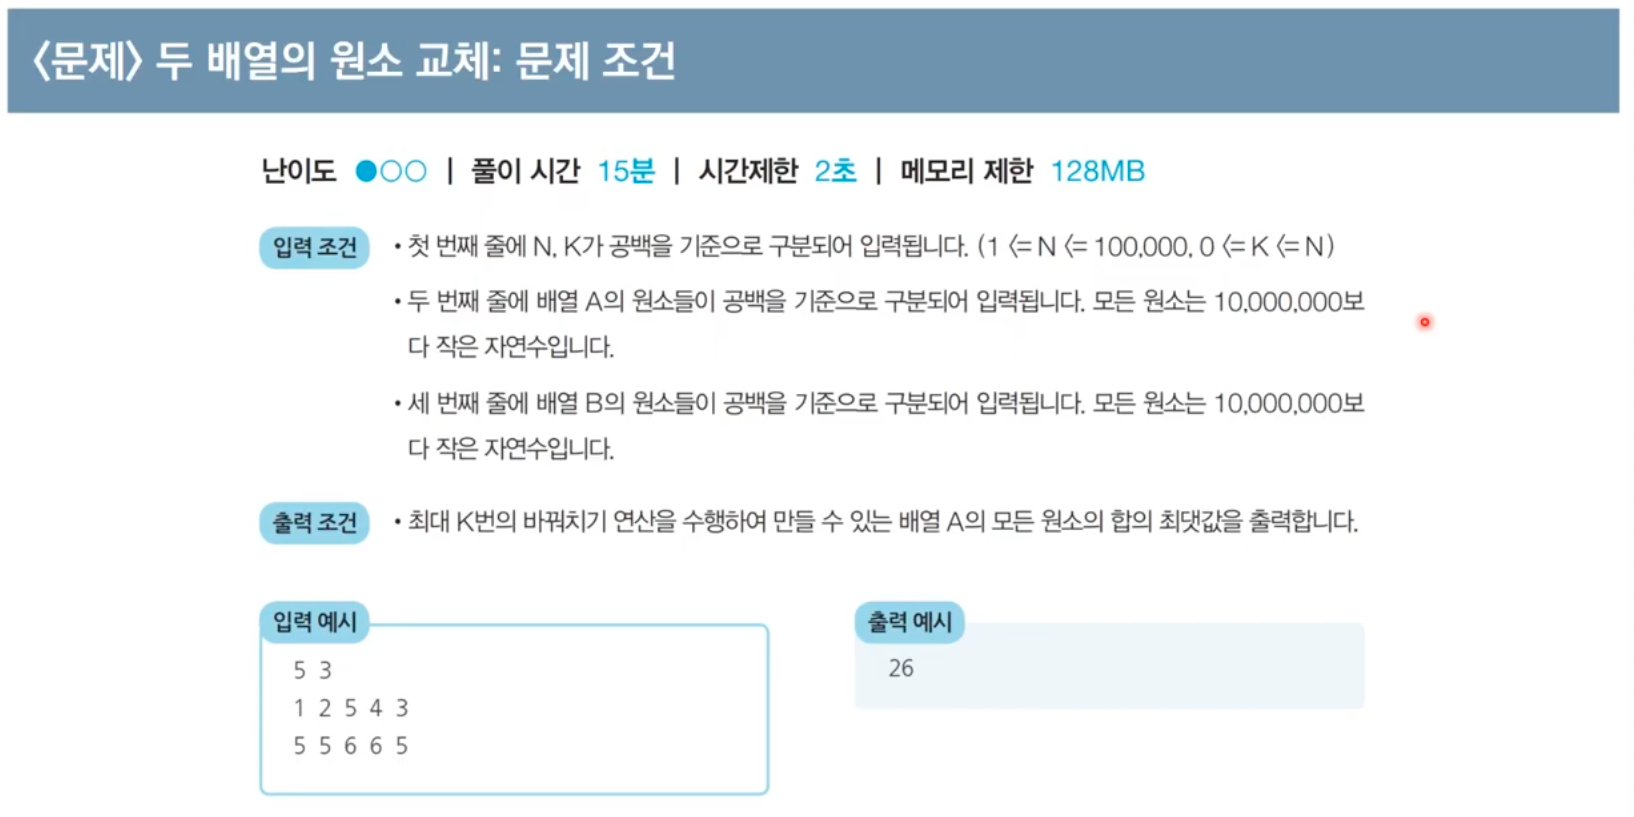 〈문제〉 두 배열의 원소 교체: 문제 조건
난이도 ●○○ | 풀이 시간 15분 | 시간제한 2초 | 메모리 제한 128MB
입력 조건 • 첫 번째 줄에 N, K가 공백을 기준으로 구분되어 입력됩니다. (1 <= N <= 100,000, 0 <= K <= N)
• 두 번째 줄에 배열 A의 원소들이 공백을 기준으로 구분되어 입력됩니다. 모든 원소는 10,000,000보
다 작은 자연수입니다.
• 세 번째 줄에 배열 B의 원소들이 공백을 기준으로 구분되어 입력됩니다. 모든 원소는 10,000,000보
다 작은 자연수입니다.
출력 조건 • 최대 K번의 바꿔치기 연산을 수행하여 만들 수 있는 배열 A의 모든 원소의 합의 최댓값을 출력합니다.
입력 예시
5 3
1 2 5 4 3
5 5 6 6 5
출력 예시
26